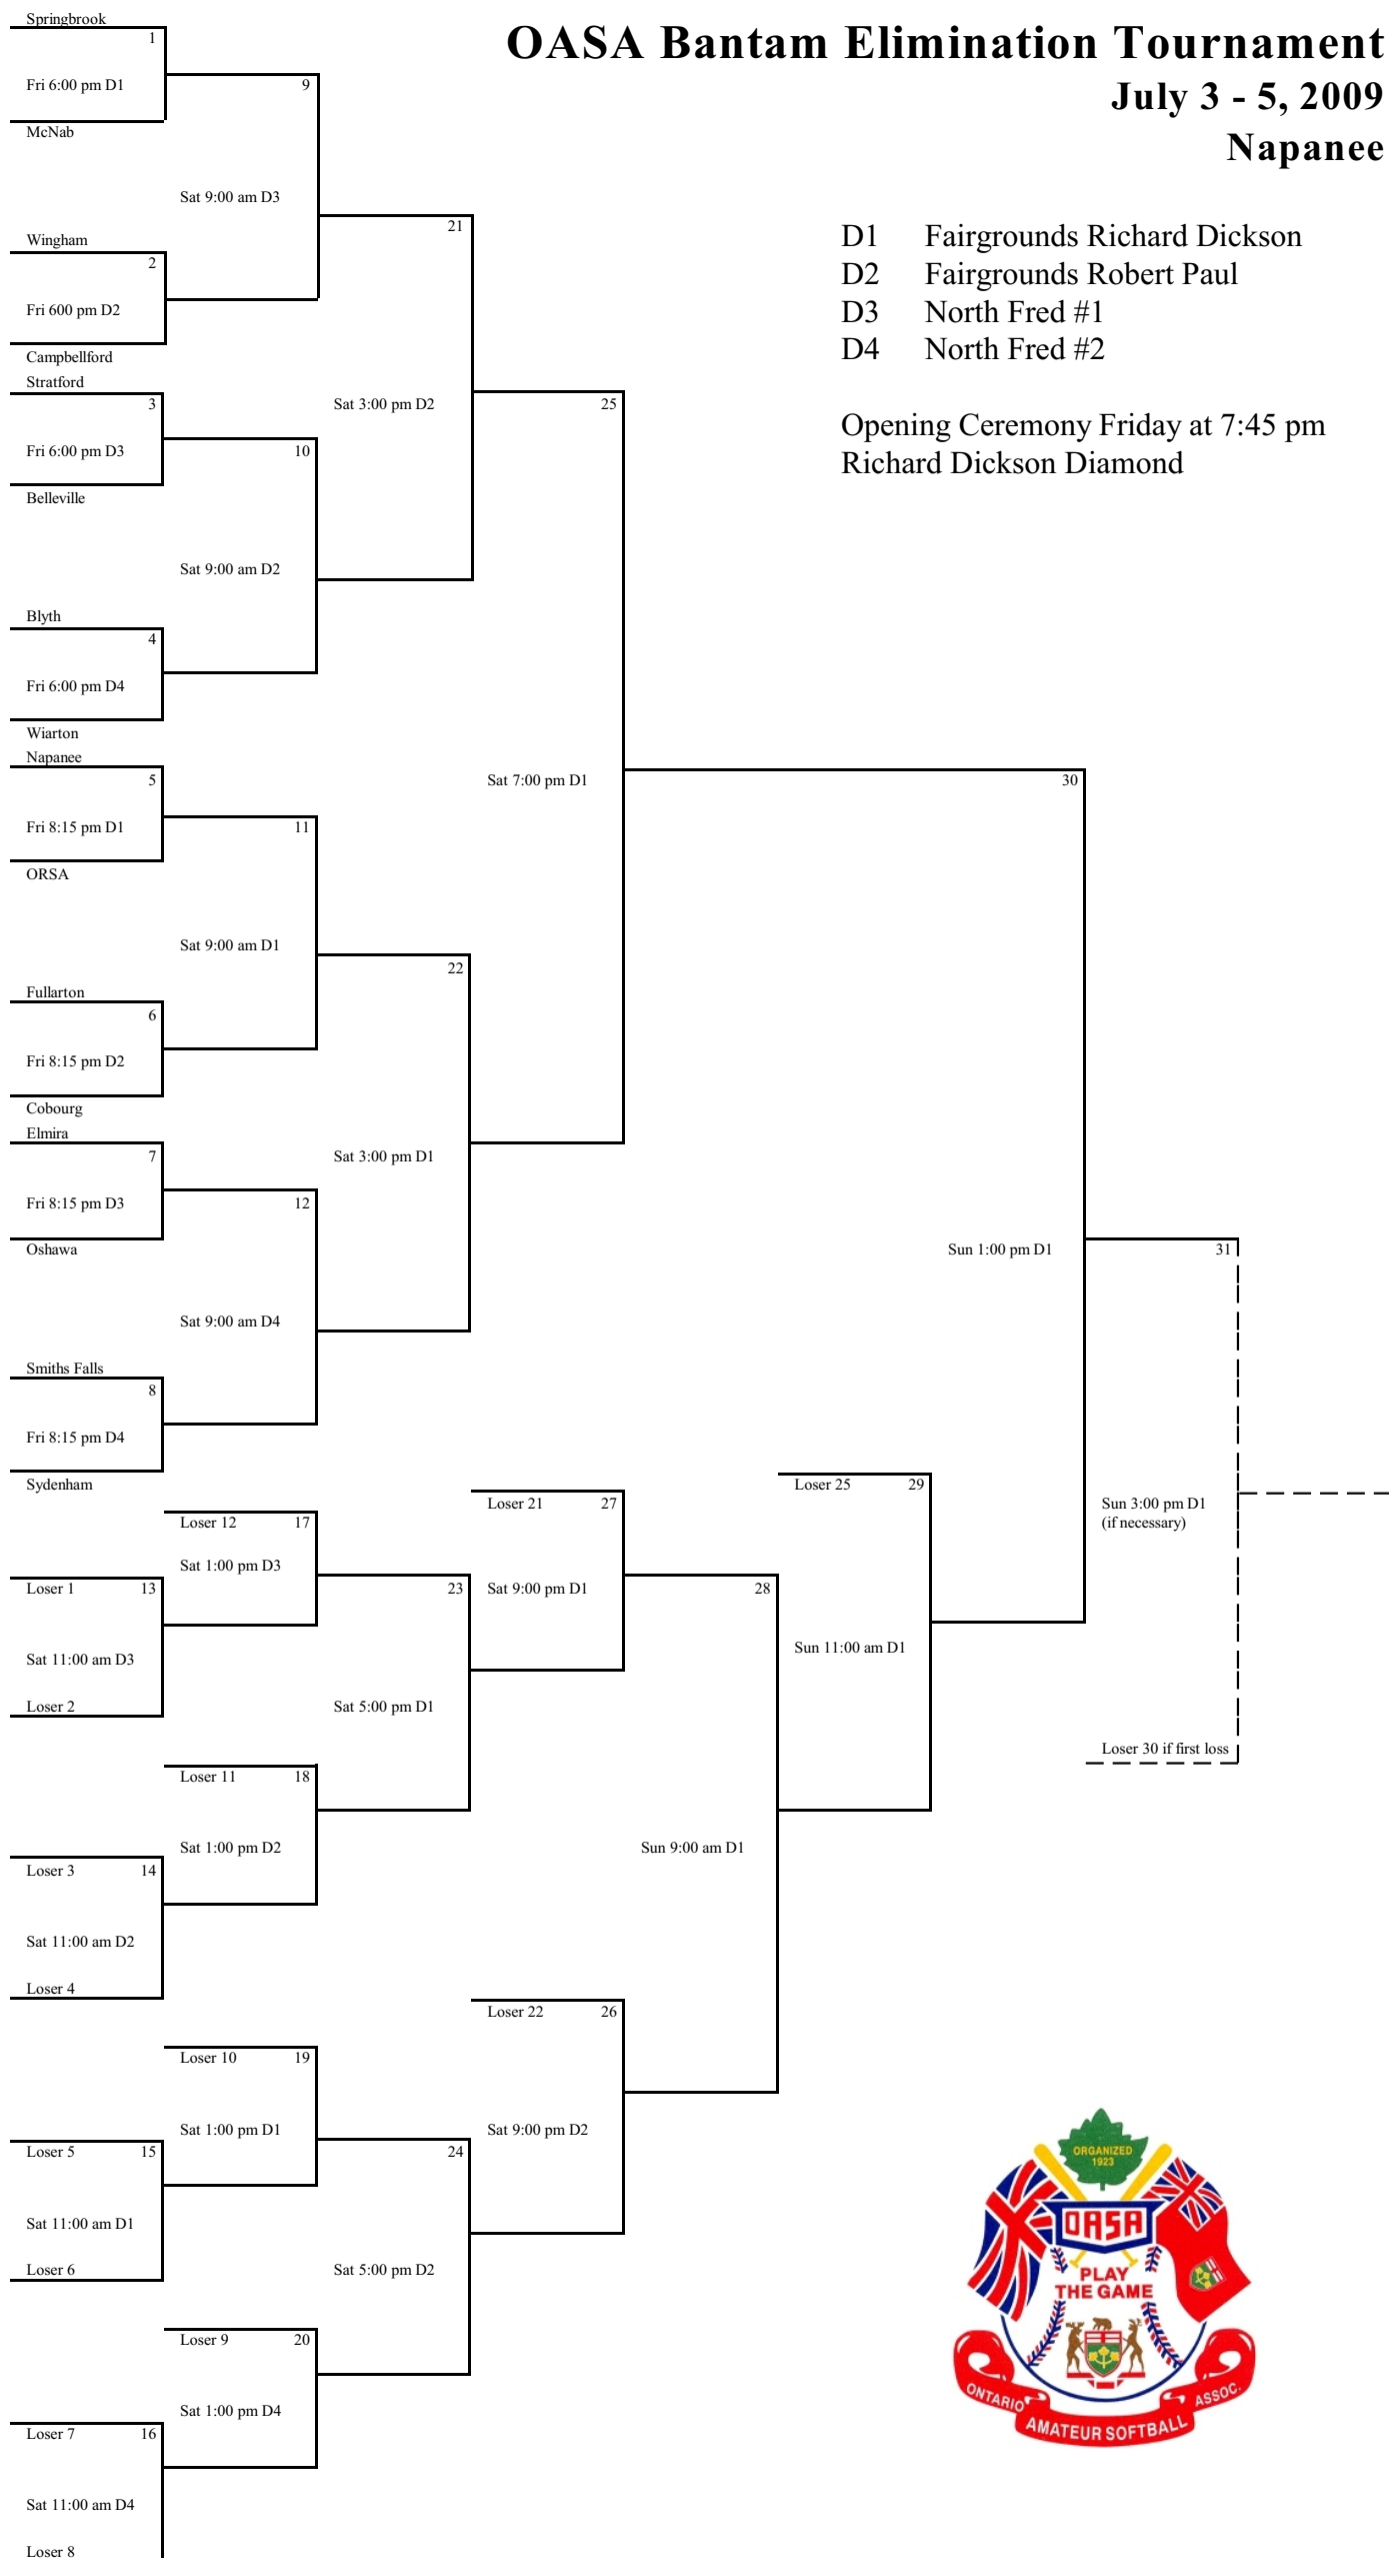 OASA Bantam Elimination Tournament
July 3 - 5, 2009
Napanee
D1 Fairgrounds Richard Dickson
D2 Fairgrounds Robert Paul
D3 North Fred #1
D4 North Fred #2
Opening Ceremony Friday at 7:45 pm
Richard Dickson Diamond
Springbrook
1
Fri 6:00 pm D1
McNab
9
Sat 9:00 am D3
Wingham
2
Fri 600 pm D2
Campbellford
21
Sat 3:00 pm D2
Stratford
3
Fri 6:00 pm D3
Belleville
10
Sat 9:00 am D2
Blyth
4
Fri 6:00 pm D4
Wiarton
25
Sat 7:00 pm D1
Napanee
5
Fri 8:15 pm D1
ORSA
11
Sat 9:00 am D1
Fullarton
6
Fri 8:15 pm D2
Cobourg
22
Sat 3:00 pm D1
Elmira
7
Fri 8:15 pm D3
Oshawa
12
Sat 9:00 am D4
Smiths Falls
8
Fri 8:15 pm D4
Sydenham
30
Sun 1:00 pm D1
31
Sun 3:00 pm D1
(if necessary)
Loser 30 if first loss
Loser 12 17
Sat 1:00 pm D3
Loser 1 13
Sat 11:00 am D3
Loser 2
23
Sat 5:00 pm D1
Loser 11 18
Sat 1:00 pm D2
Loser 3 14
Sat 11:00 am D2
Loser 4
Loser 21 27
Sat 9:00 pm D1
28
Sun 9:00 am D1
Loser 25 29
Sun 11:00 am D1
Loser 10 19
Sat 1:00 pm D1
Loser 5 15
Sat 11:00 am D1
Loser 6
24
Sat 5:00 pm D2
Loser 22 26
Sat 9:00 pm D2
Loser 9 20
Sat 1:00 pm D4
Loser 7 16
Sat 11:00 am D4
Loser 8
ORGANIZED
1923
OASA
PLAY
THE GAME
ONTARIO
AMATEUR SOFTBALL
ASSOC.